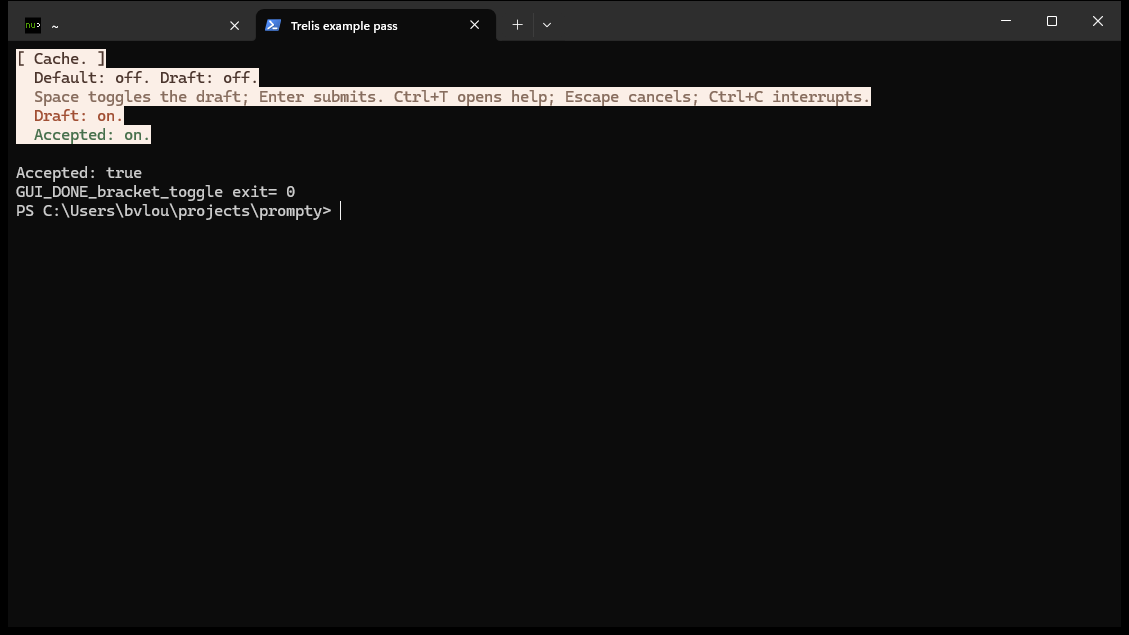 nu> ~
Trelis example pass
[ Cache. ]
Default: off. Draft: off.
Space toggles the draft; Enter submits. Ctrl+T opens help; Escape cancels; Ctrl+C interrupts.
Draft: on.
Accepted: on.
Accepted: true
GUI_DONE_bracket_toggle exit= 0
PS C:\Users\bvlou\projects\prompty>